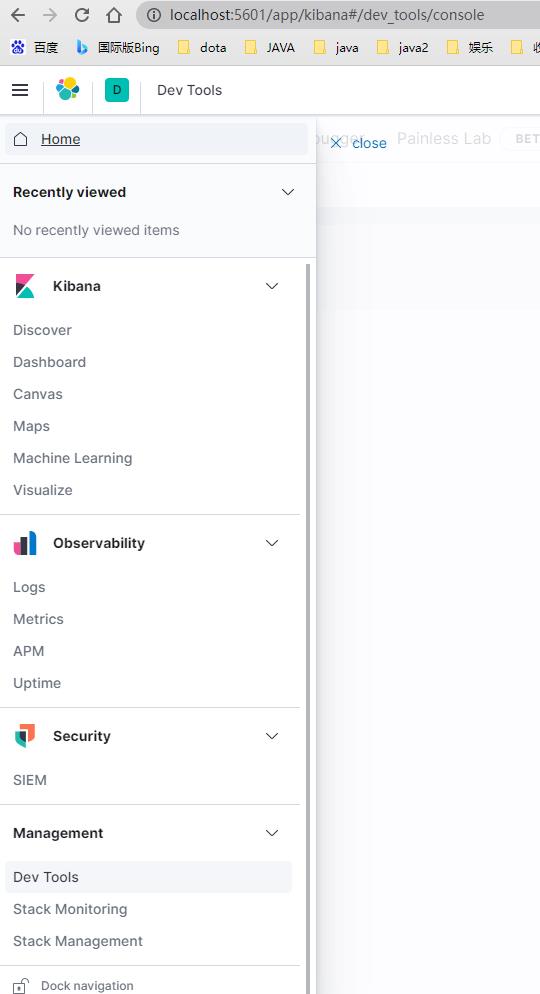 localhost:5601/app/kibana#/dev_tools/console
百度 国际版Bing dota JAVA java java2 娱乐
D Dev Tools
Home
close Painless Lab BET
Recently viewed
No recently viewed items
Kibana
Discover
Dashboard
Canvas
Maps
Machine Learning
Visualize
Observability
Logs
Metrics
APM
Uptime
Security
SIEM
Management
Dev Tools
Stack Monitoring
Stack Management
Dock navigation